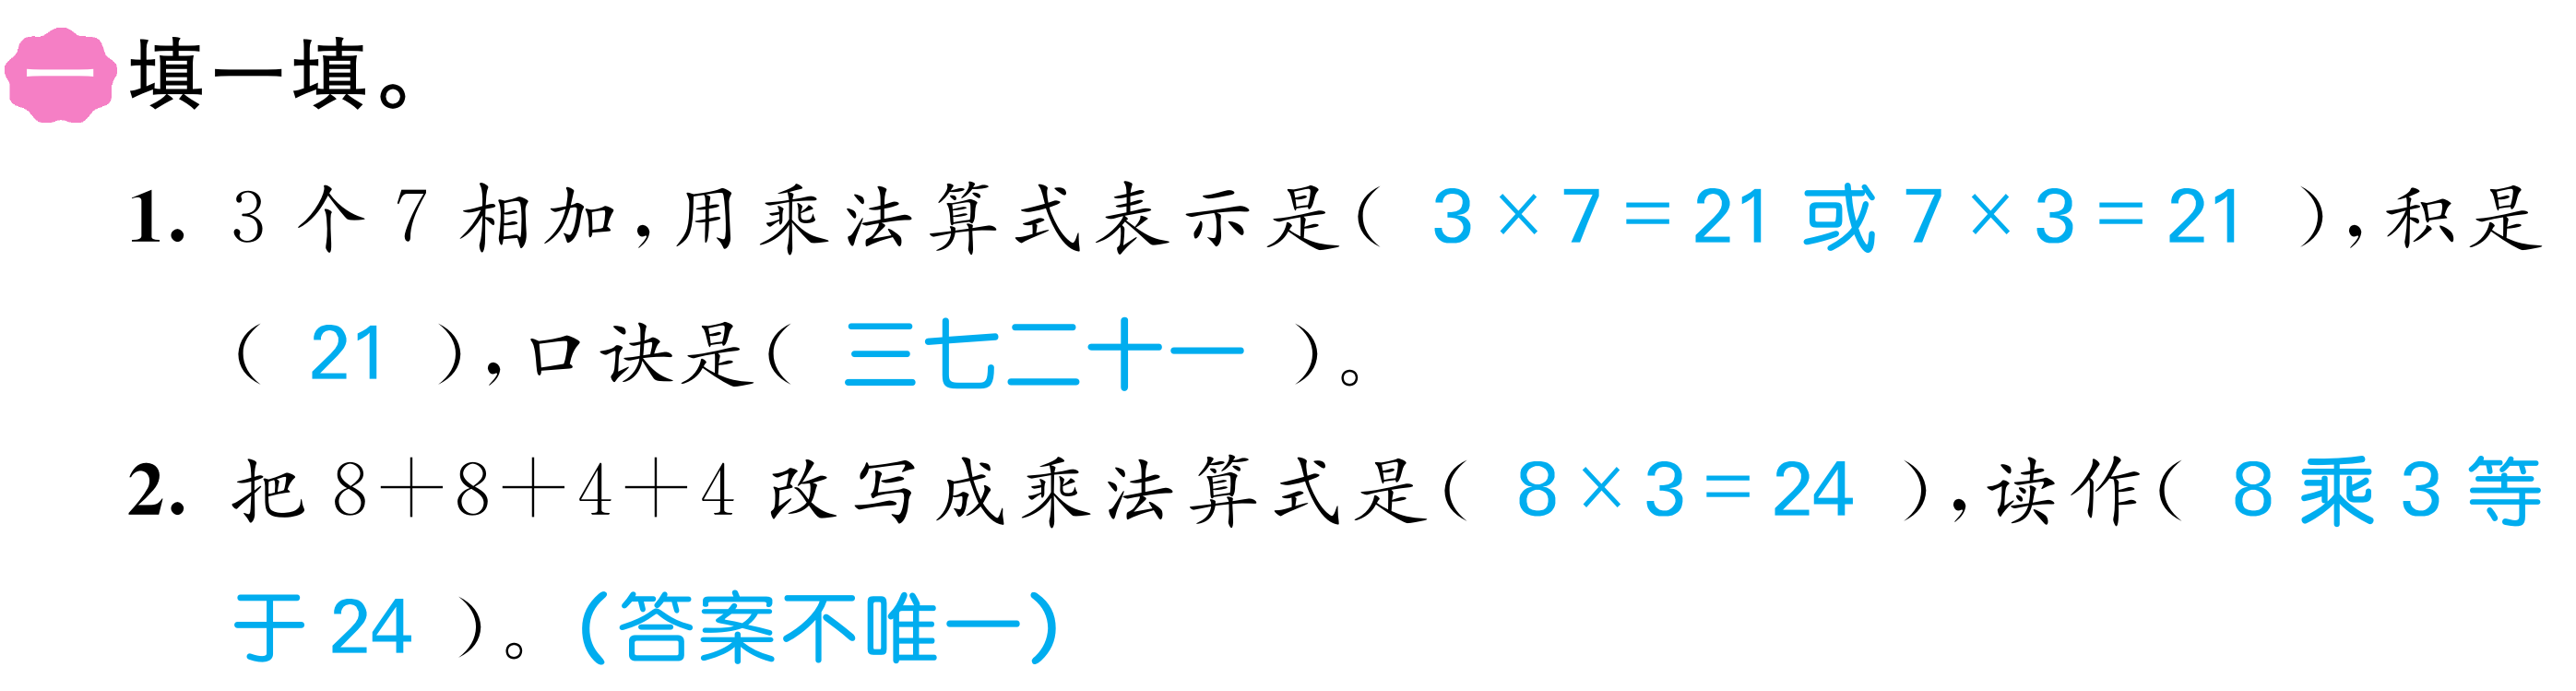 一 填一填。
1. 3 个 7 相加,用乘法算式表示是( 3×7=21 或 7×3=21 ),积是
( 21 ),口诀是( 三七二十一 )。
2. 把 8+8+4+4 改写成乘法算式是( 8×3=24 ),读作( 8 乘 3 等
于 24 )。(答案不唯一)